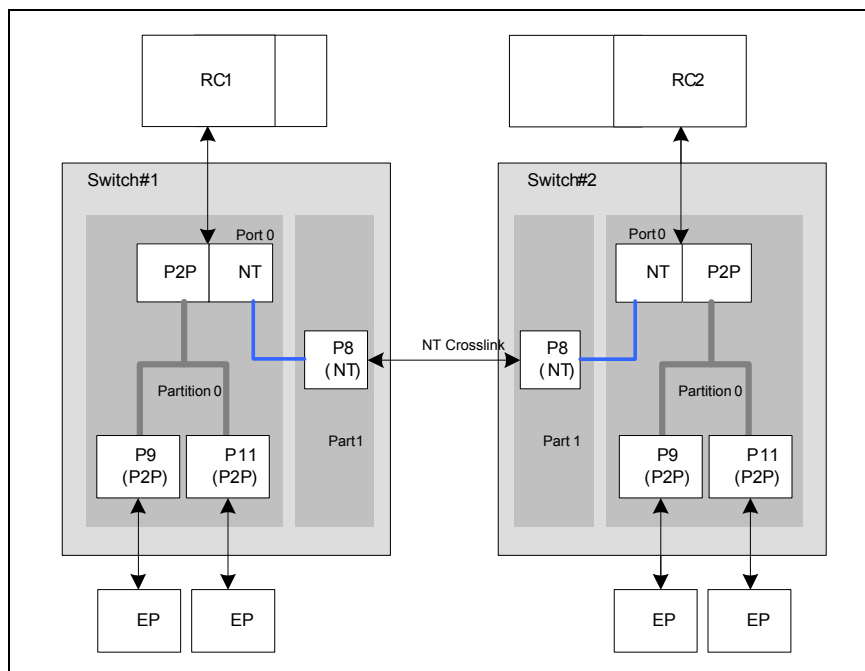 RC1
RC2
Switch#1
Switch#2
Port 0
Port 0
P2P
NT
NT
P2P
P8
(NT)
NT Crosslink
P8
(NT)
Partition 0
Partition 0
Part1
Part 1
P9
(P2P)
P11
(P2P)
P9
(P2P)
P11
(P2P)
EP
EP
EP
EP